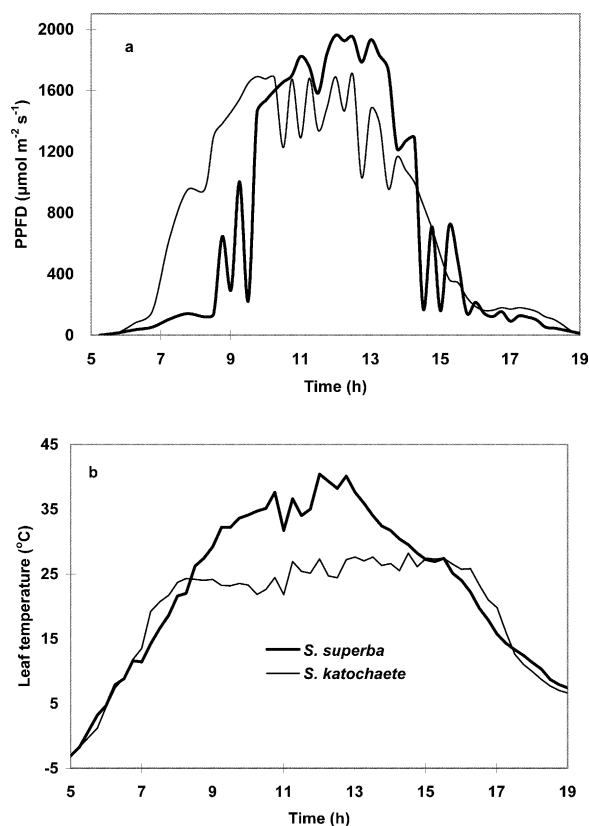 a
PPFD (µmol m⁻² s⁻¹)
2000
1600
1200
800
400
0
5 7 9 11 13 15 17 19
Time (h)
b
Leaf temperature (°C)
45
35
25
15
5
-5
S. superba
S. katochaete
5 7 9 11 13 15 17 19
Time (h)